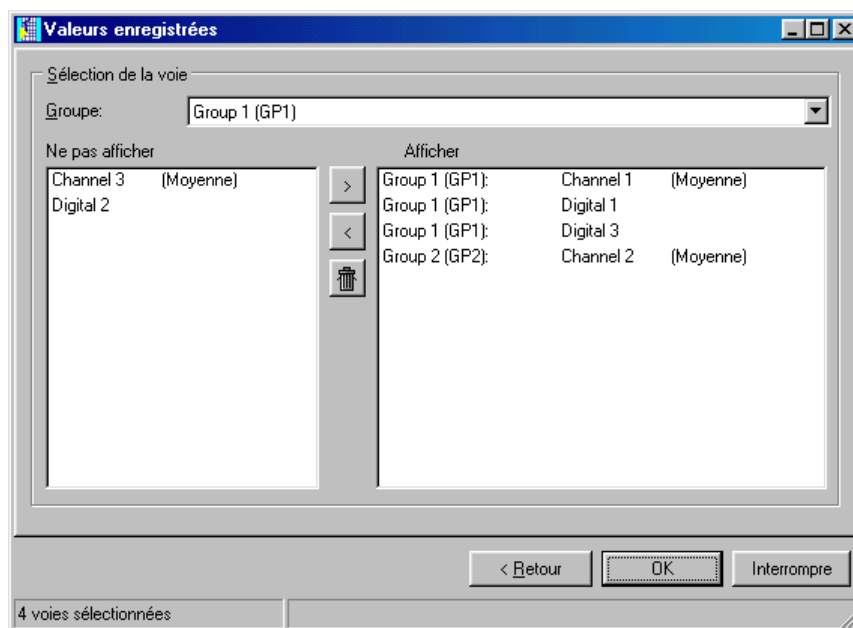 Valeurs enregistrées
Sélection de la voie
Groupe: Group 1 (GP1)
Ne pas afficher Afficher
Channel 3 (Moyenne)
Digital 2
>
<
Group 1 (GP1): Channel 1 (Moyenne)
Group 1 (GP1): Digital 1
Group 1 (GP1): Digital 3
Group 2 (GP2): Channel 2 (Moyenne)
< Retour OK Interrompre
4 voies sélectionnées